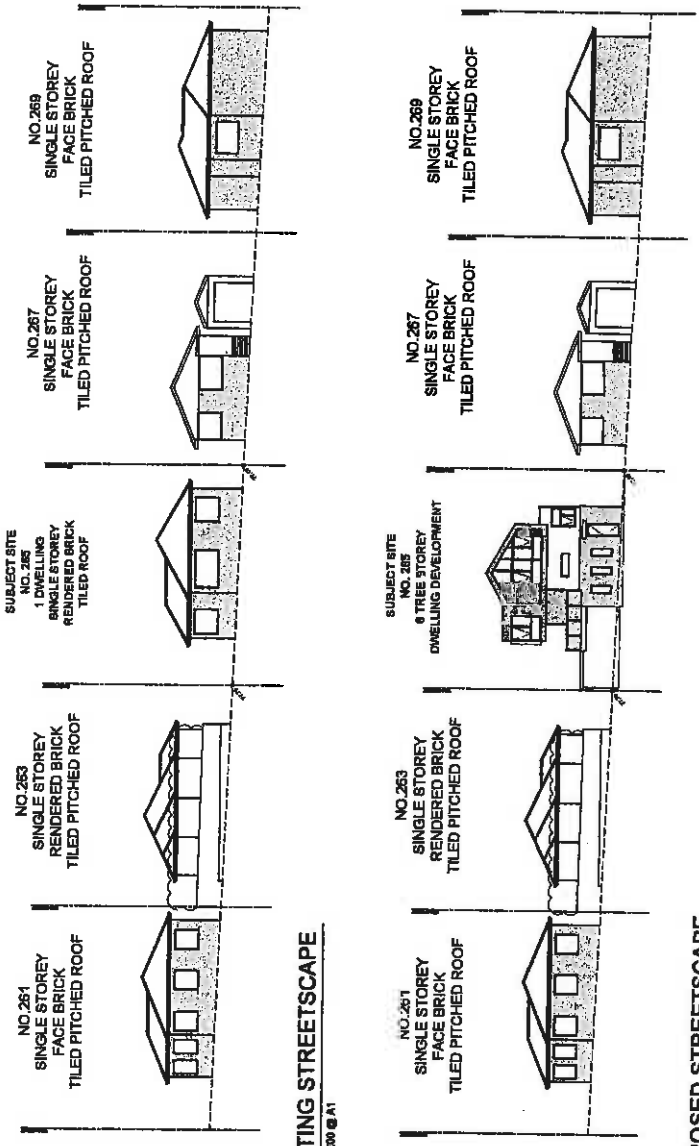 NO.261
SINGLE STOREY
FACE BRICK
TILED PITCHED ROOF
NO.263
SINGLE STOREY
RENDERED BRICK
TILED PITCHED ROOF
SUBJECT SITE
NO. 265
1 DWELLING
SINGLE STOREY
RENDERED BRICK
TILED ROOF
NO.267
SINGLE STOREY
FACE BRICK
TILED PITCHED ROOF
NO.269
SINGLE STOREY
FACE BRICK
TILED PITCHED ROOF
TING STREETSCAPE
@ A1
NO.261
SINGLE STOREY
FACE BRICK
TILED PITCHED ROOF
NO.263
SINGLE STOREY
RENDERED BRICK
TILED PITCHED ROOF
SUBJECT SITE
NO. 265
6 TREE STOREY
DWELLING DEVELOPMENT
NO.267
SINGLE STOREY
FACE BRICK
TILED PITCHED ROOF
NO.269
SINGLE STOREY
FACE BRICK
TILED PITCHED ROOF
OSED STREETSCAPE